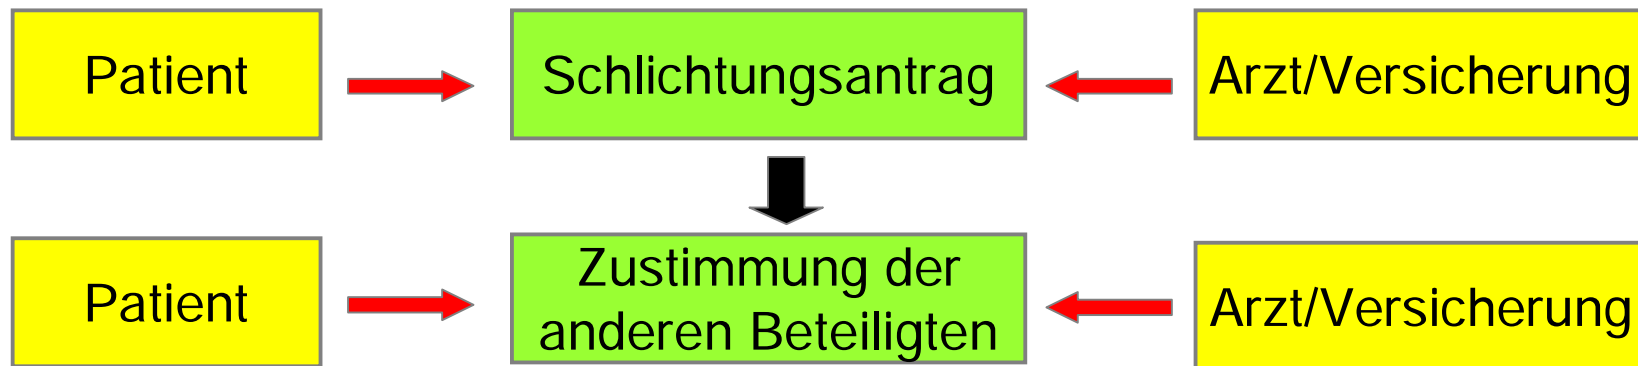 Patient
Schlichtungsantrag
Arzt/Versicherung
Patient
Zustimmung der
anderen Beteiligten
Arzt/Versicherung